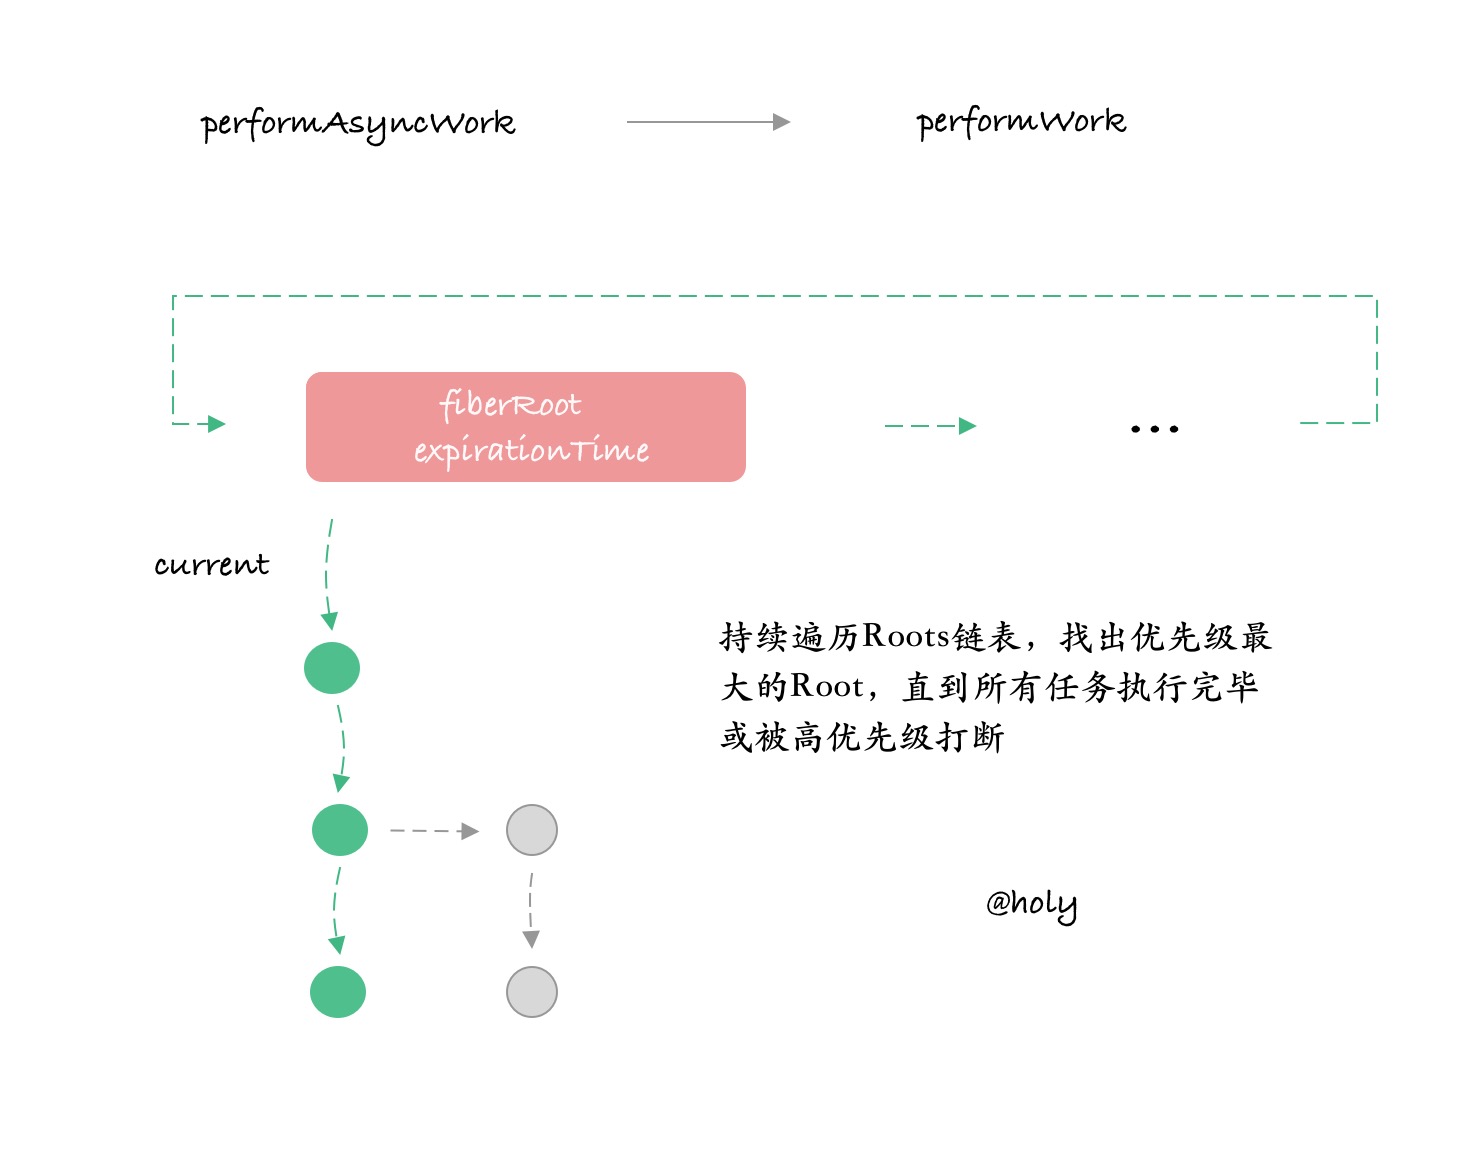 performAsyncWork
performWork
fiberRoot
expirationTime
...
current
持续遍历Roots链表，找出优先级最
大的Root，直到所有任务执行完毕
或被高优先级打断
@holy